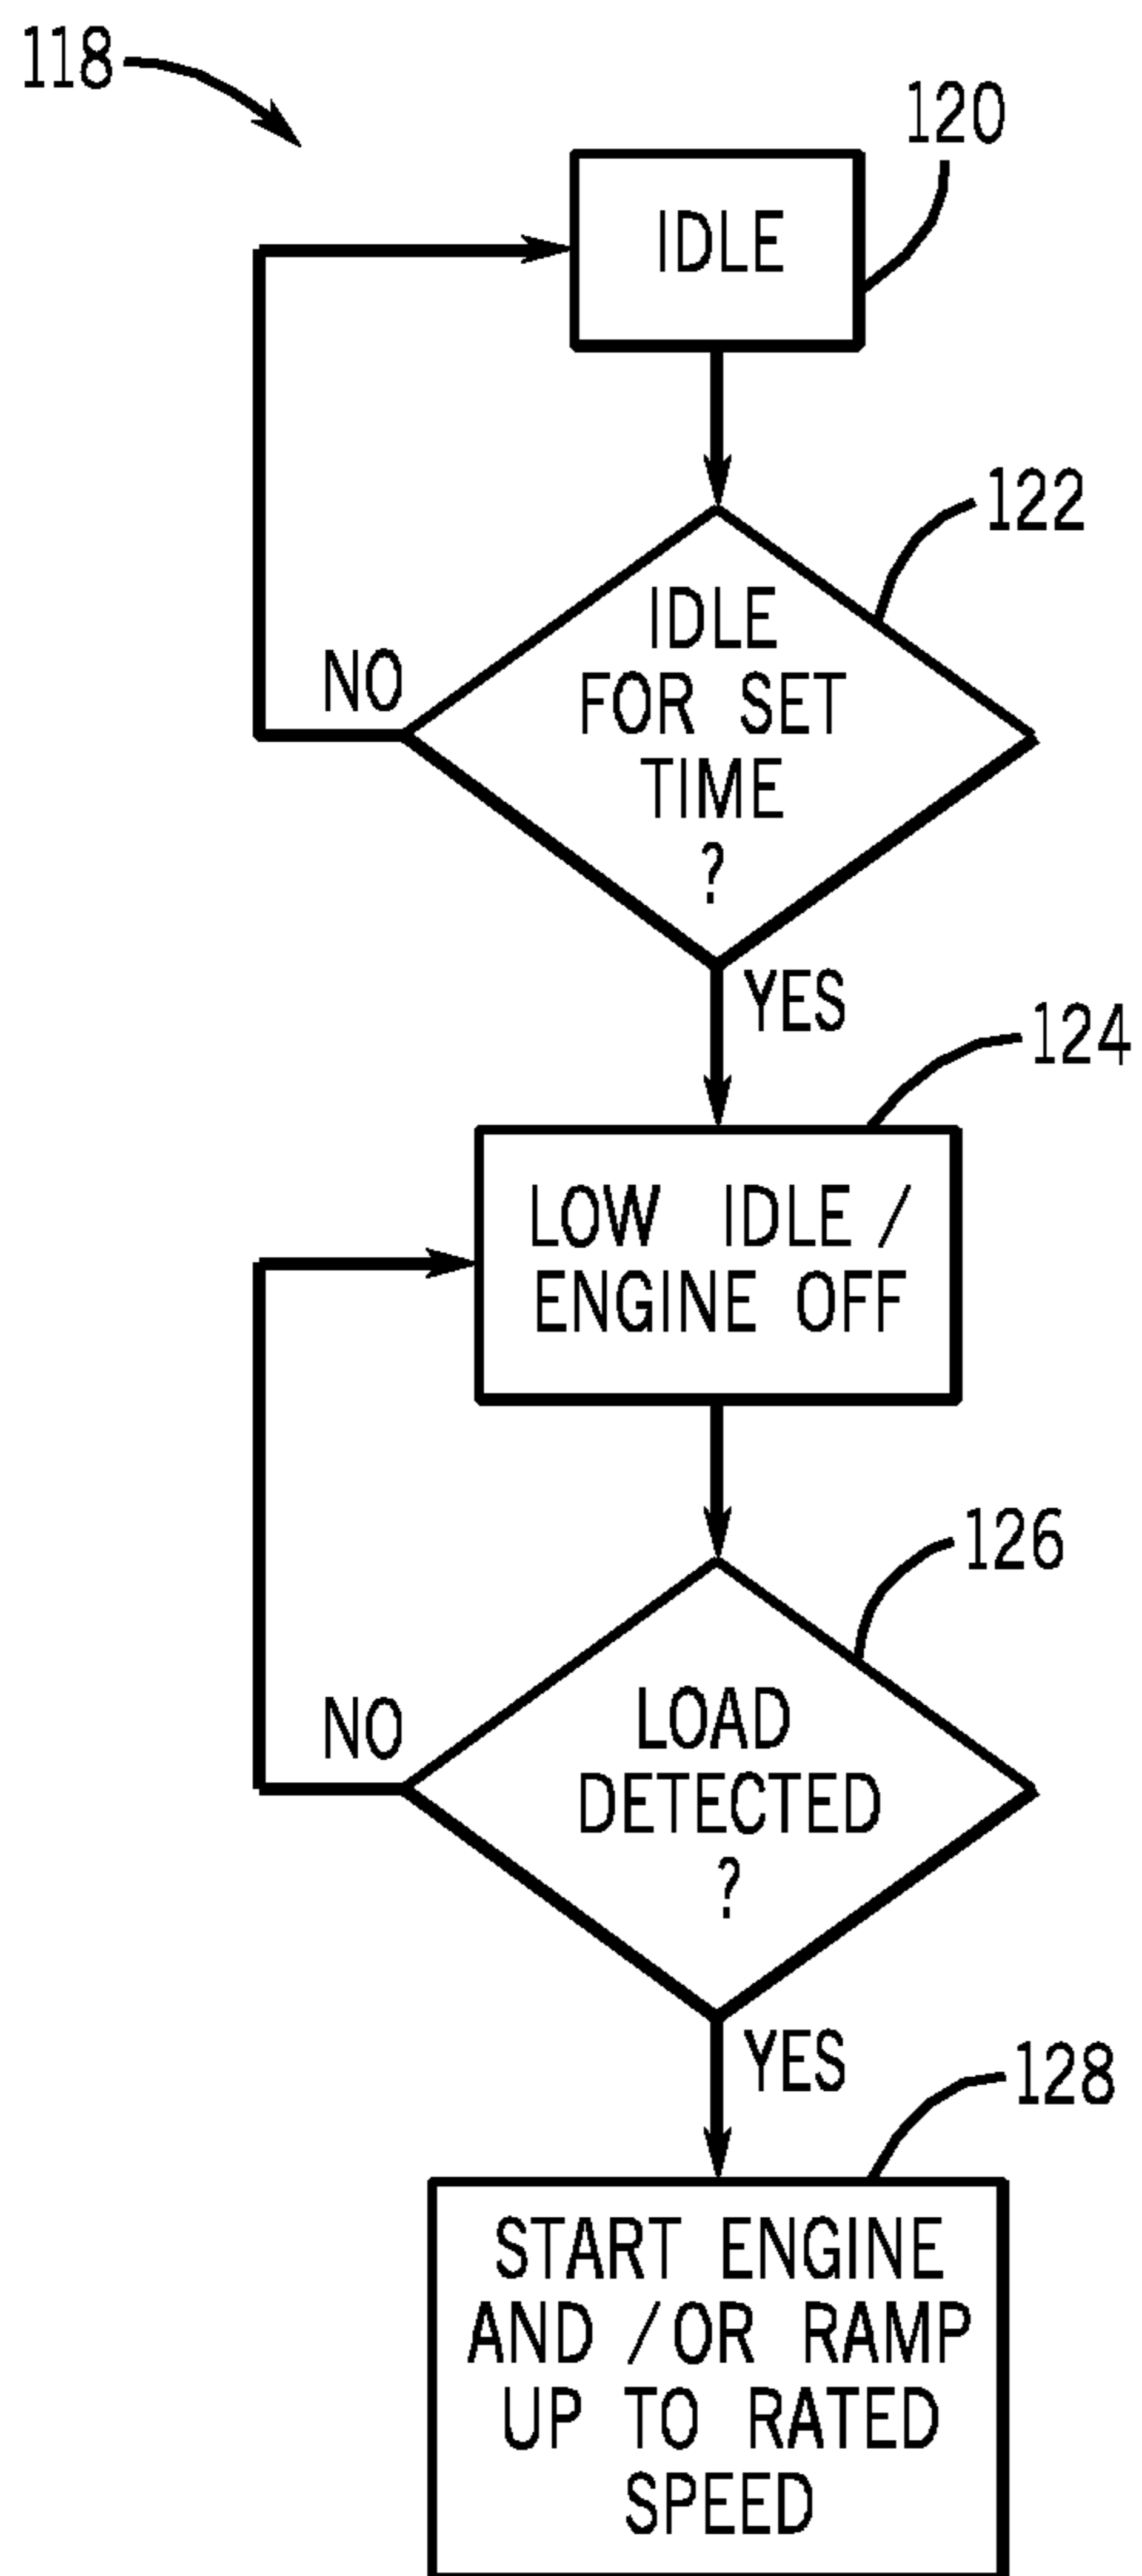 118
120
IDLE
122
IDLE
FOR SET
TIME
?
NO
YES
124
LOW IDLE /
ENGINE OFF
126
LOAD
DETECTED
?
NO
YES
128
START ENGINE
AND /OR RAMP
UP TO RATED
SPEED